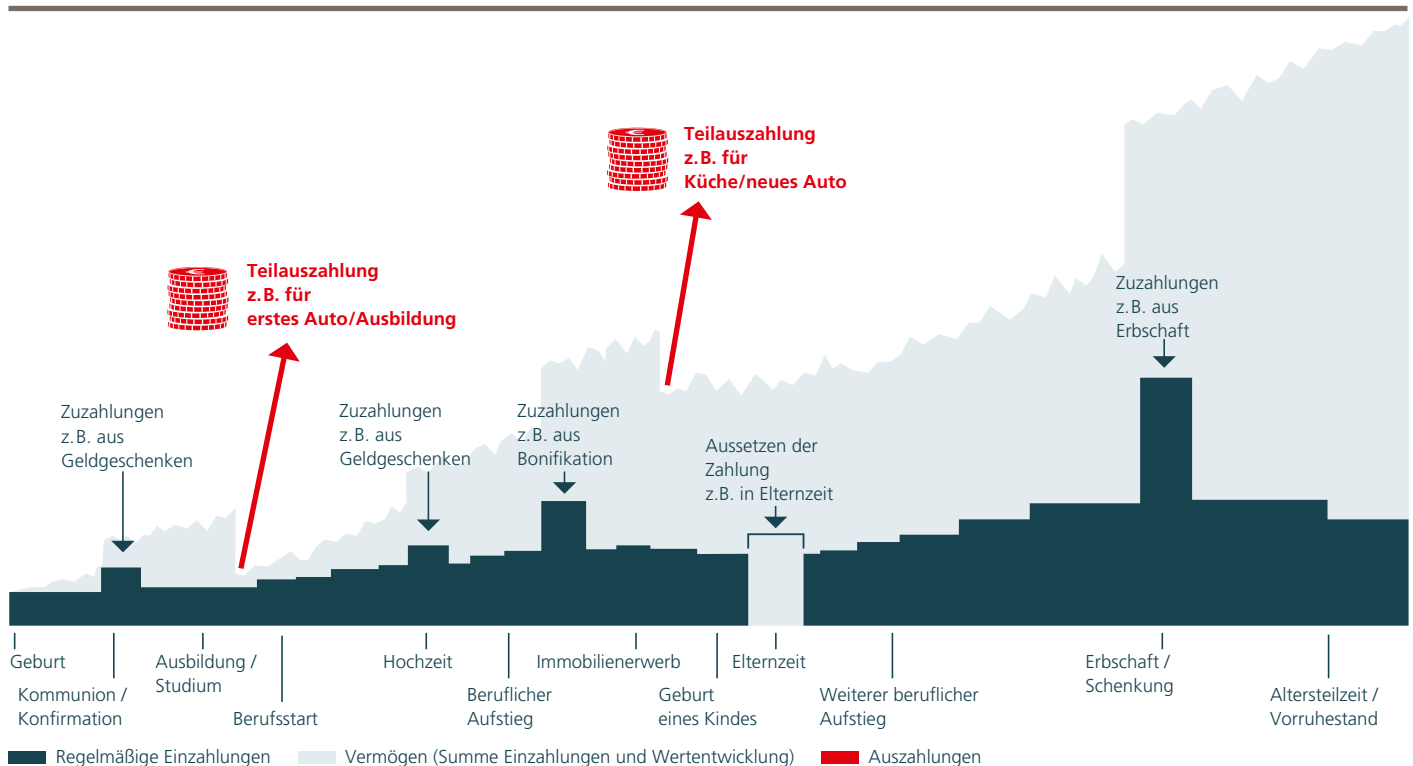 Teilauszahlung
z.B. für
Küche/neues Auto
Teilauszahlung
z.B. für
erstes Auto/Ausbildung
Zuzahlungen
z.B. aus
Erbschaft
Zuzahlungen
z.B. aus
Geldgeschenken
Zuzahlungen
z.B. aus
Geldgeschenken
Zuzahlungen
z.B. aus
Bonifikation
Aussetzen der
Zahlung
z.B. in Elternzeit
Geburt
Kommunion /
Konfirmation
Ausbildung /
Studium
Berufsstart
Hochzeit
Beruflicher
Aufstieg
Immobilienerwerb
Geburt
eines Kindes
Elternzeit
Weiterer beruflicher
Aufstieg
Erbschaft /
Schenkung
Altersteilzeit /
Vorruhestand
Regelmäßige Einzahlungen
Vermögen (Summe Einzahlungen und Wertentwicklung)
Auszahlungen